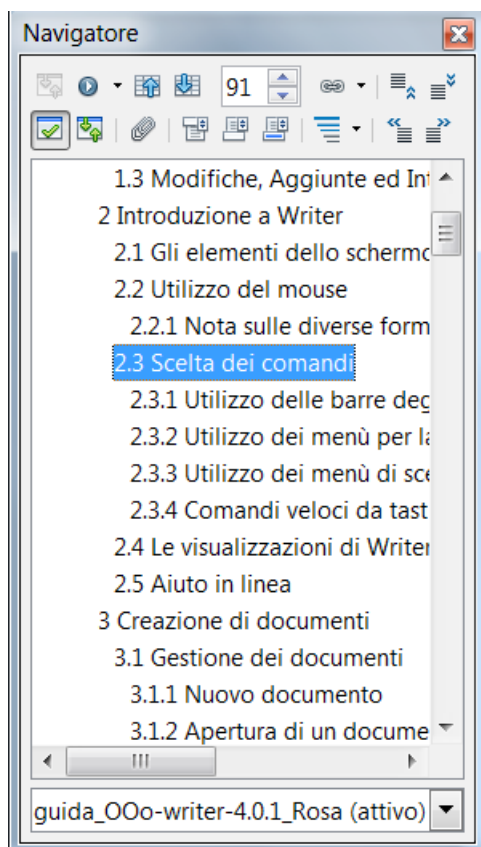 Navigatore
91
1.3 Modifiche, Aggiunte ed Int
2 Introduzione a Writer
2.1 Gli elementi dello schermo
2.2 Utilizzo del mouse
2.2.1 Nota sulle diverse form
2.3 Scelta dei comandi
2.3.1 Utilizzo delle barre deg
2.3.2 Utilizzo dei menù per la
2.3.3 Utilizzo dei menù di sce
2.3.4 Comandi veloci da tast
2.4 Le visualizzazioni di Writer
2.5 Aiuto in linea
3 Creazione di documenti
3.1 Gestione dei documenti
3.1.1 Nuovo documento
3.1.2 Apertura di un docume
guida_OOo-writer-4.0.1_Rosa (attivo)